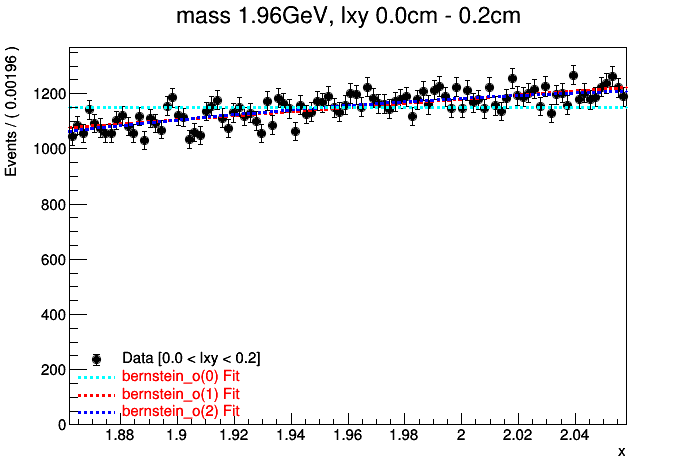 mass 1.96GeV, lxy 0.0cm - 0.2cm
Events / ( 0.00196 )
1200
1000
800
600
400
200
0
Data [0.0 < lxy < 0.2]
bernstein_o(0) Fit
bernstein_o(1) Fit
bernstein_o(2) Fit
1.88 1.9 1.92 1.94 1.96 1.98 2 2.02 2.04
x